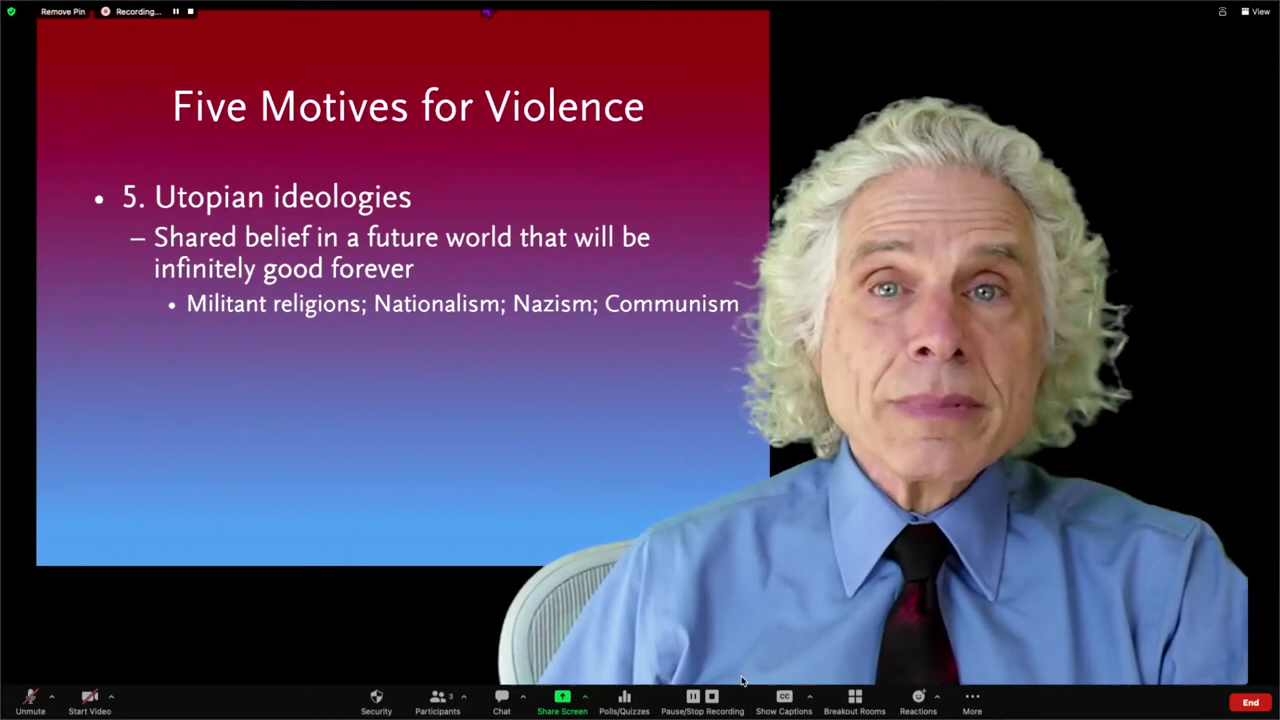 Remove Pin
Recording...
View
Five Motives for Violence
• 5. Utopian ideologies
– Shared belief in a future world that will be
infinitely good forever
• Militant religions; Nationalism; Nazism; Communism
3
Unmute
Start Video
Security
Participants
Chat
Share Screen
Polls/Quizzes
Pause/Stop Recording
CC
Show Captions
Breakout Rooms
Reactions
More
End